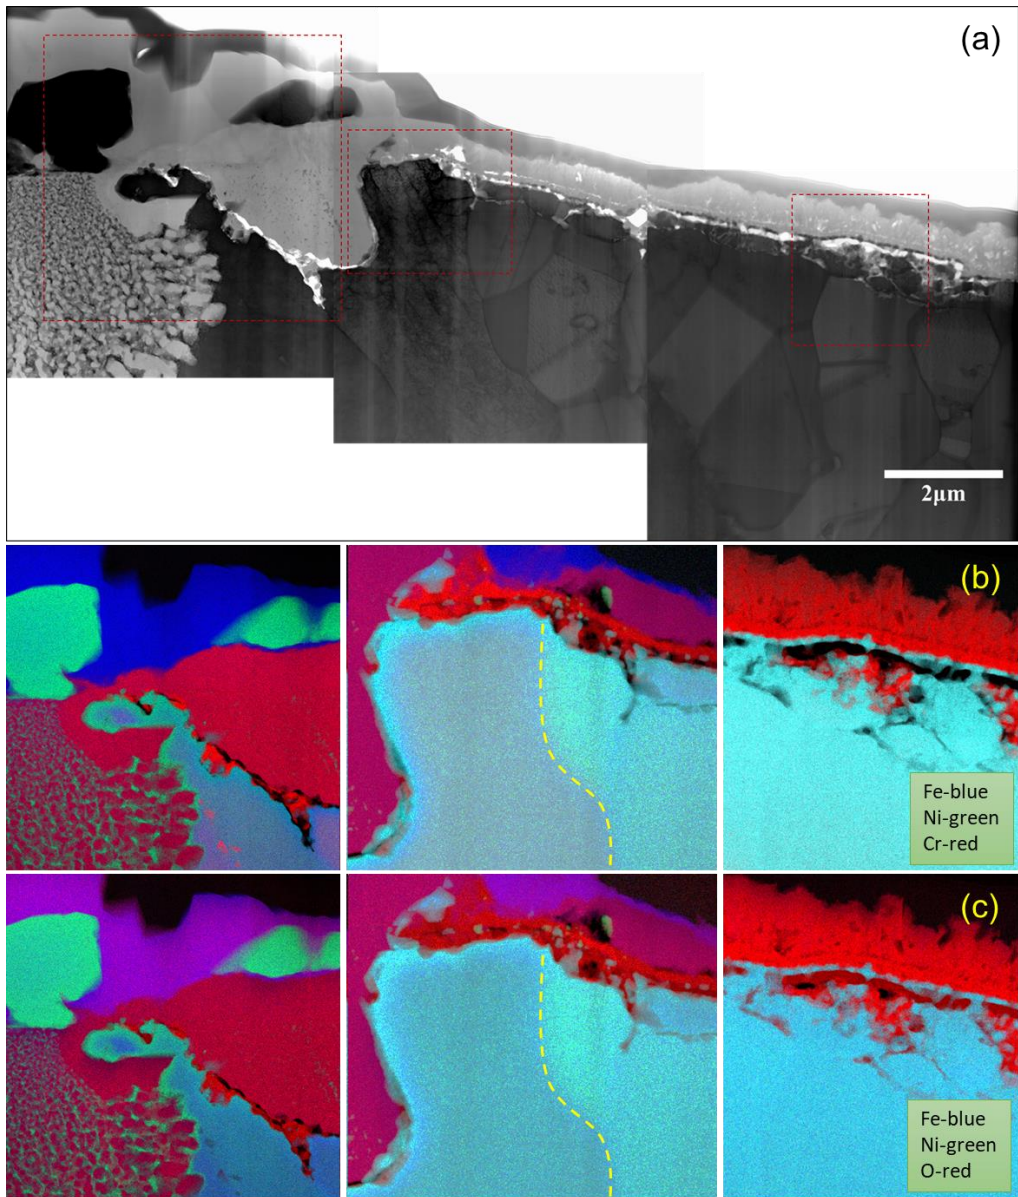 (a)
2μm
(b)
Fe-blue
Ni-green
Cr-red
(c)
Fe-blue
Ni-green
O-red